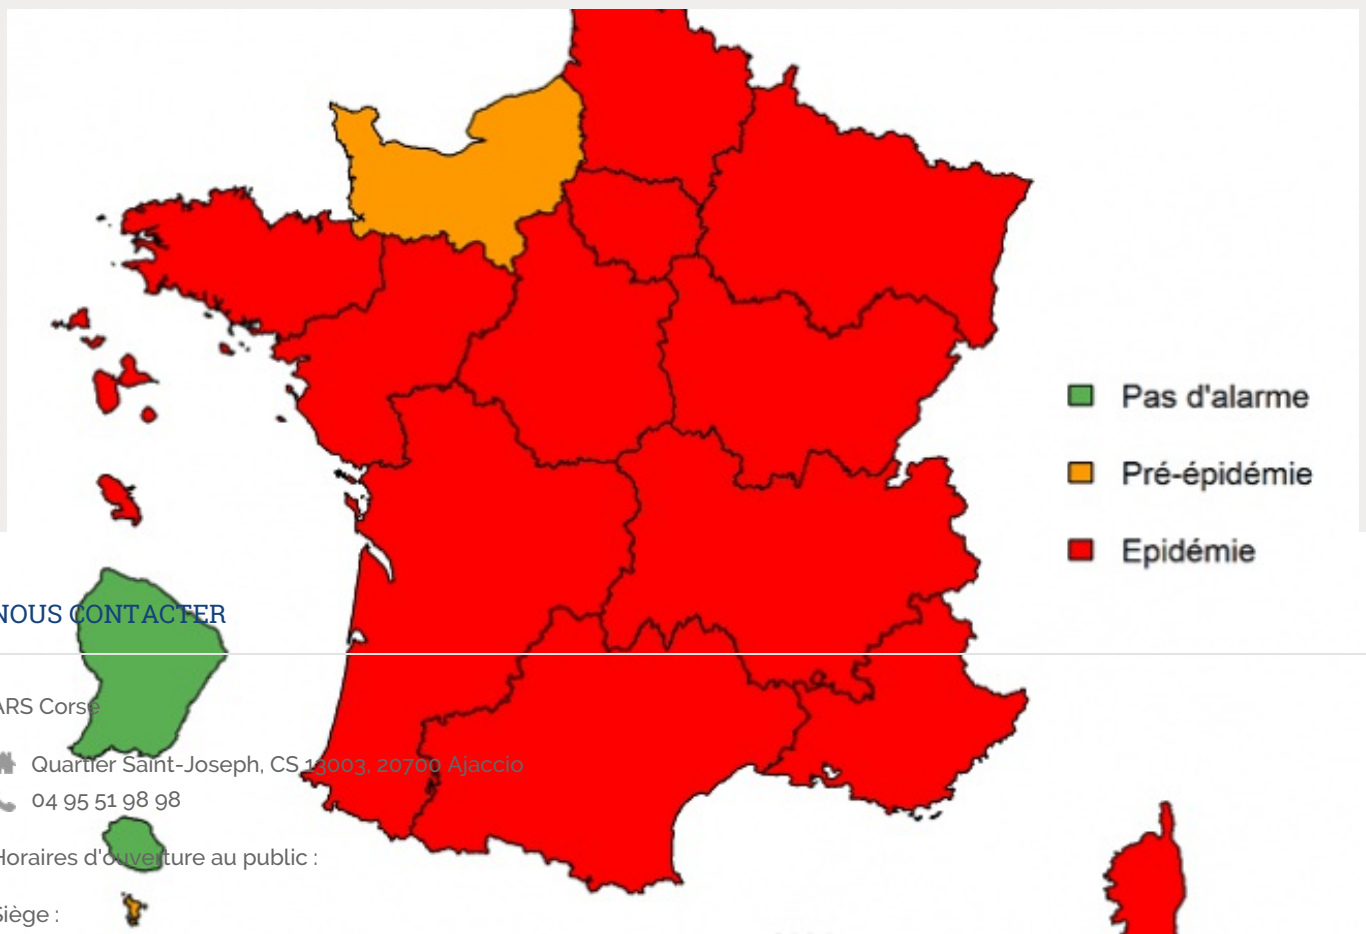 Pas d'alarme
Pré-épidémie
Epidémie
NOUS CONTACTER
ARS Corse
Quartier Saint-Joseph, CS 13003, 20700 Ajaccio
04 95 51 98 98
Horaires d'ouverture au public :
Siège :